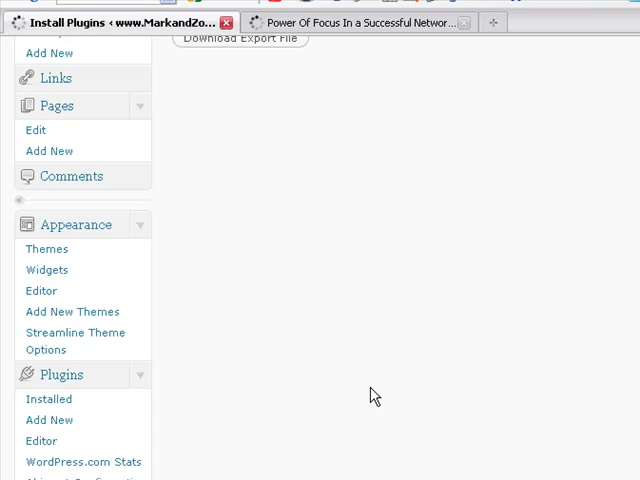 Install Plugins ‹ www.MarkandZo...
Power Of Focus In a Successful Networ...
Download Export File
Add New
Links
Pages
Edit
Add New
Comments
Appearance
Themes
Widgets
Editor
Add New Themes
Streamline Theme
Options
Plugins
Installed
Add New
Editor
WordPress.com Stats